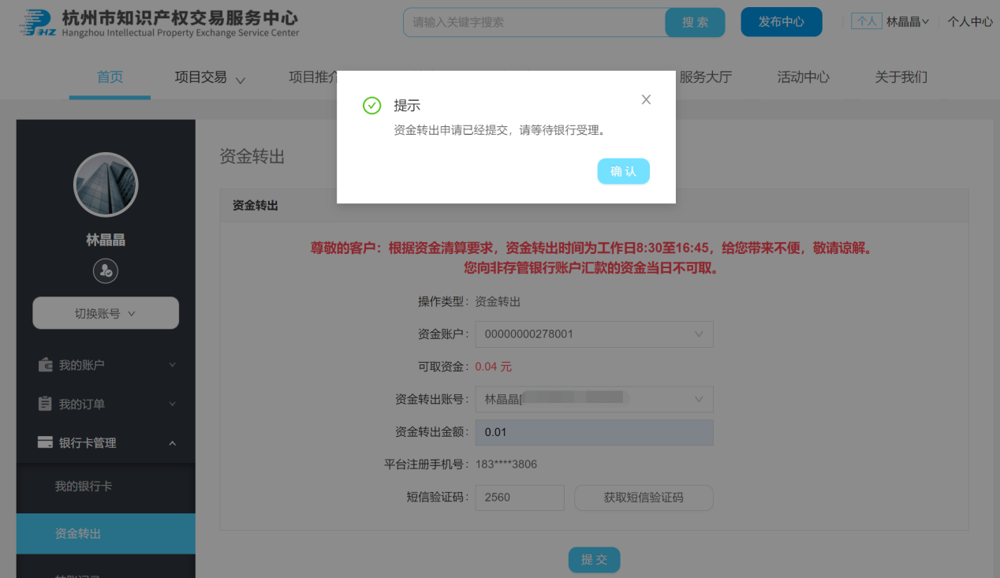 杭州市知识产权交易服务中心
Hangzhou Intellectual Property Exchange Service Center
请输入关键字搜索
搜 索
发布中心
个人 林晶晶
个人中心
首页
项目交易
项目推介
服务大厅
活动中心
关于我们
提示
资金转出申请已经提交，请等待银行受理。
确 认
林晶晶
切换账号
我的账户
我的订单
银行卡管理
我的银行卡
资金转出
资金转出
资金转出
尊敬的客户：根据资金清算要求，资金转出时间为工作日8:30至16:45，给您带来不便，敬请谅解。
您向非存管银行账户汇款的资金当日不可取。
操作类型：资金转出
资金账户：00000000278001
可取资金：0.04 元
资金转出账号：林晶晶[
资金转出金额：0.01
平台注册手机号：183****3806
短信验证码：2560 获取短信验证码
提 交